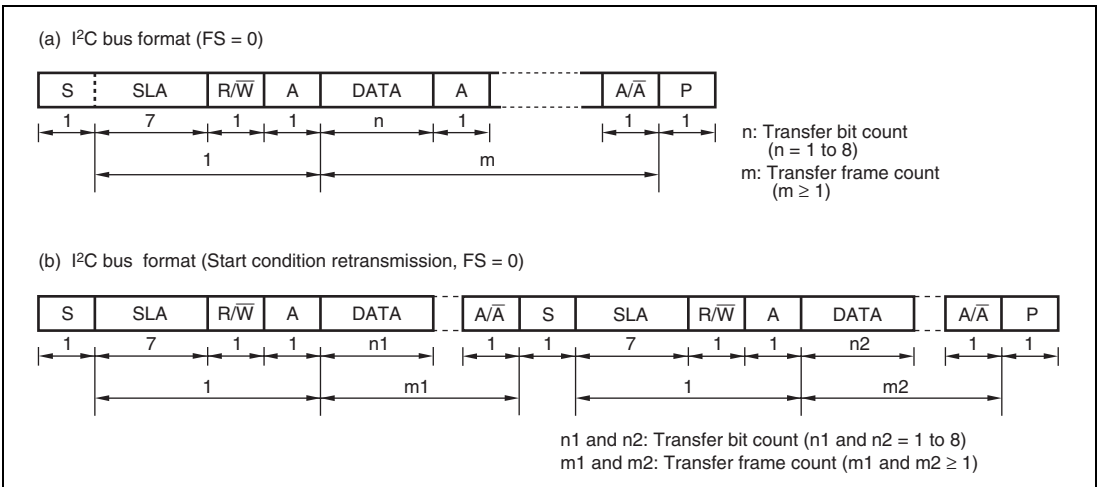 (a) I²C bus format (FS = 0)
S SLA R/W̅ A DATA A A/A̅ P
1 7 1 1 n 1 1 1
1 m
n: Transfer bit count
(n = 1 to 8)
m: Transfer frame count
(m ≥ 1)
(b) I²C bus format (Start condition retransmission, FS = 0)
S SLA R/W̅ A DATA A/A̅ S SLA R/W̅ A DATA A/A̅ P
1 7 1 1 n1 1 1 7 1 1 n2 1 1
1 m1 1 m2
n1 and n2: Transfer bit count (n1 and n2 = 1 to 8)
m1 and m2: Transfer frame count (m1 and m2 ≥ 1)